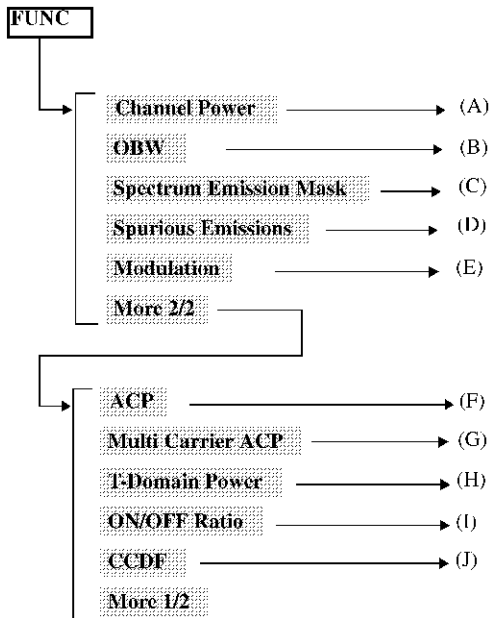 FUNC
Channel Power (A)
OBW (B)
Spectrum Emission Mask (C)
Spurious Emissions (D)
Modulation (E)
More 2/2
ACP (F)
Multi Carrier ACP (G)
T-Domain Power (H)
ON/OFF Ratio (I)
CCDF (J)
More 1/2